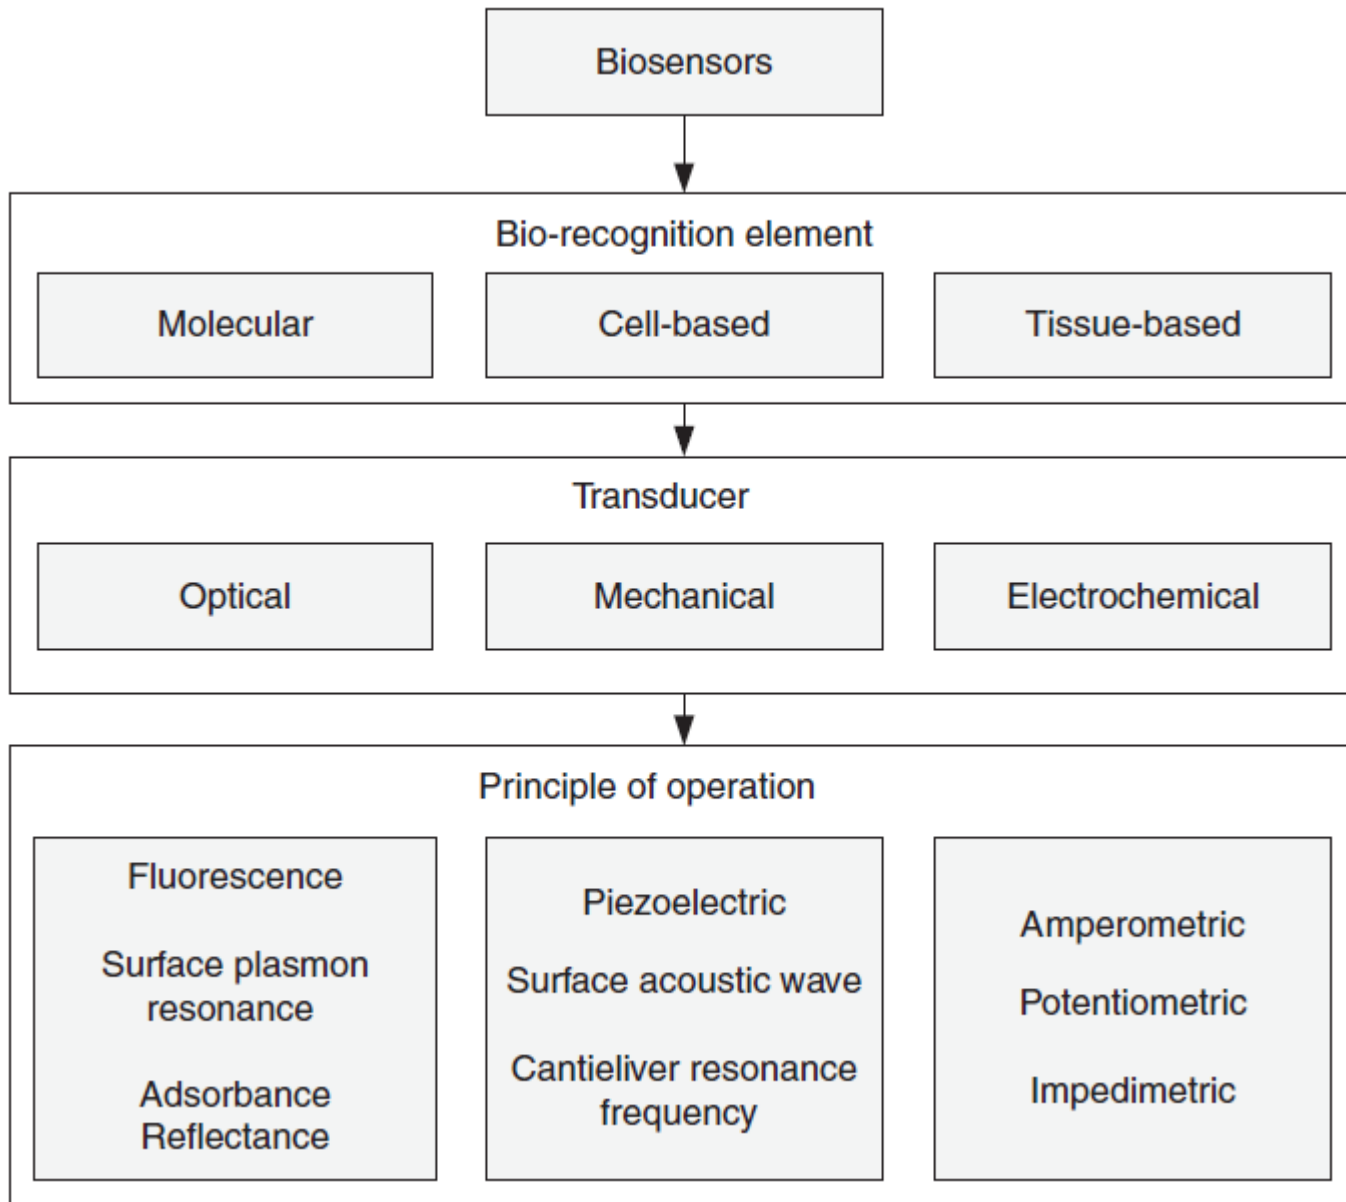 Biosensors
Bio-recognition element
Molecular
Cell-based
Tissue-based
Transducer
Optical
Mechanical
Electrochemical
Principle of operation
Fluorescence
Surface plasmon
resonance
Adsorbance
Reflectance
Piezoelectric
Surface acoustic wave
Cantieliver resonance
frequency
Amperometric
Potentiometric
Impedimetric